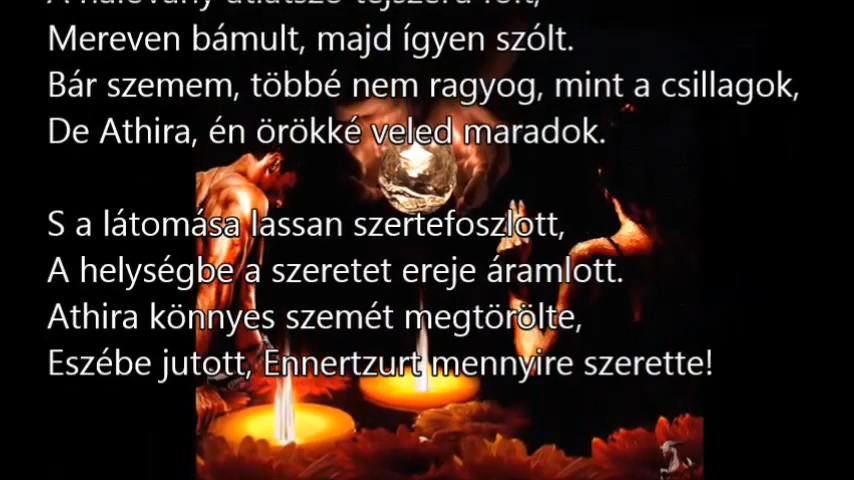 Mereven bámult, majd ígyen szólt.
Bár szemem, többé nem ragyog, mint a csillagok,
De Athira, én örökké veled maradok.
S a látomása lassan szertefoszlott,
A helységbe a szeretet ereje áramlott.
Athira könnyes szemét megtörölte,
Eszébe jutott, Ennertzurt mennyire szerette!